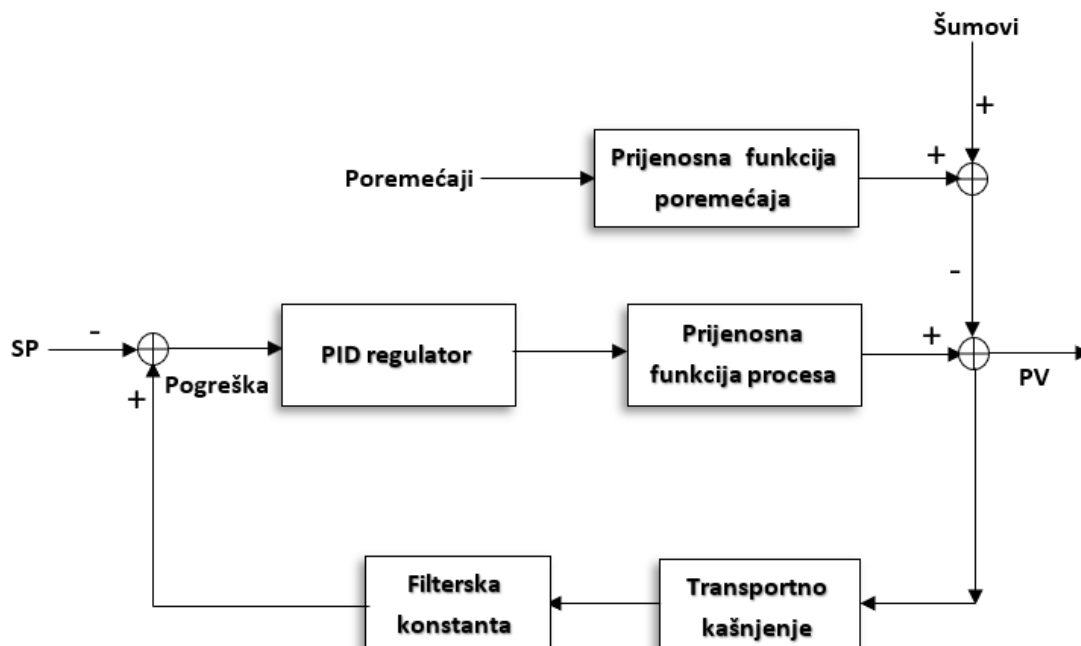 Šumovi
+
Prijenosna funkcija
poremećaja
+
Poremećaji
-
SP
-
PID regulator
Prijenosna
funkcija procesa
+
PV
Pogreška
+
Filterska
konstanta
Transportno
kašnjenje